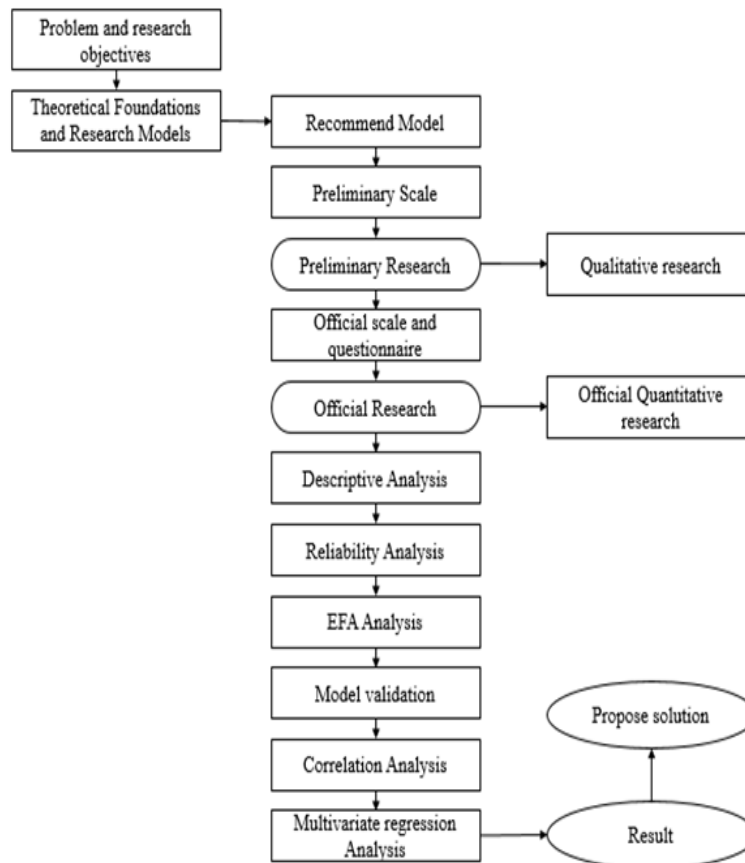 Problem and research
objectives
Theoretical Foundations
and Research Models
Recommend Model
Preliminary Scale
Preliminary Research
Qualitative research
Official scale and
questionnaire
Official Research
Official Quantitative
research
Descriptive Analysis
Reliability Analysis
EFA Analysis
Model validation
Propose solution
Correlation Analysis
Multivariate regression
Analysis
Result